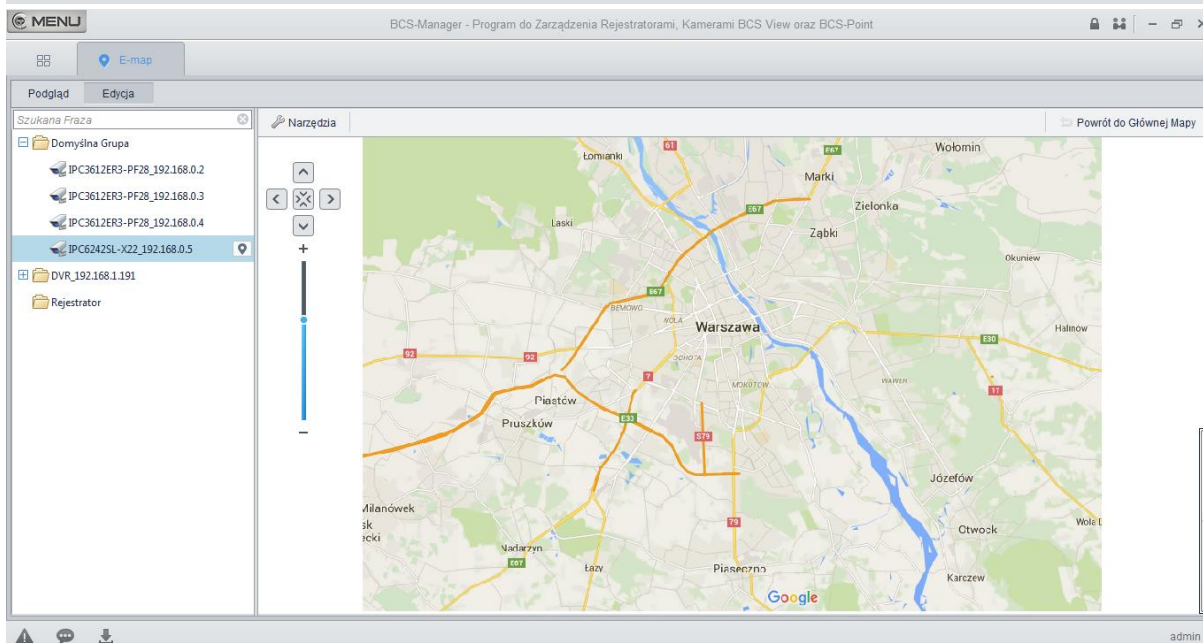 MENU
BCS-Manager - Program do Zarządzenia Rejestratorami, Kamerami BCS View oraz BCS-Point
E-map
Podgląd Edycja
Szukana Fraza
Narzędzia
Powrót do Głównej Mapy
Domyślna Grupa
IPC3612ER3-PF28_192.168.0.2
IPC3612ER3-PF28_192.168.0.3
IPC3612ER3-PF28_192.168.0.4
IPC6242SL-X22_192.168.0.5
DVR_192.168.1.191
Rejestrator
61
E67
Wołomin
Łomianki
Marki
E67
Zielonka
Laski
Ząbki
Okuniew
E67
BEMOWO
WOLA
Warszawa
Halinów
E30
92
92
OCHOTA
7
MOKOTÓW
WAWER
17
Piastów
E30
Pruszków
S79
Józefów
Milanówek
79
Otwock
Nadarzyn
E67
Łazy
Piaseczno
Karczew
Google
admin